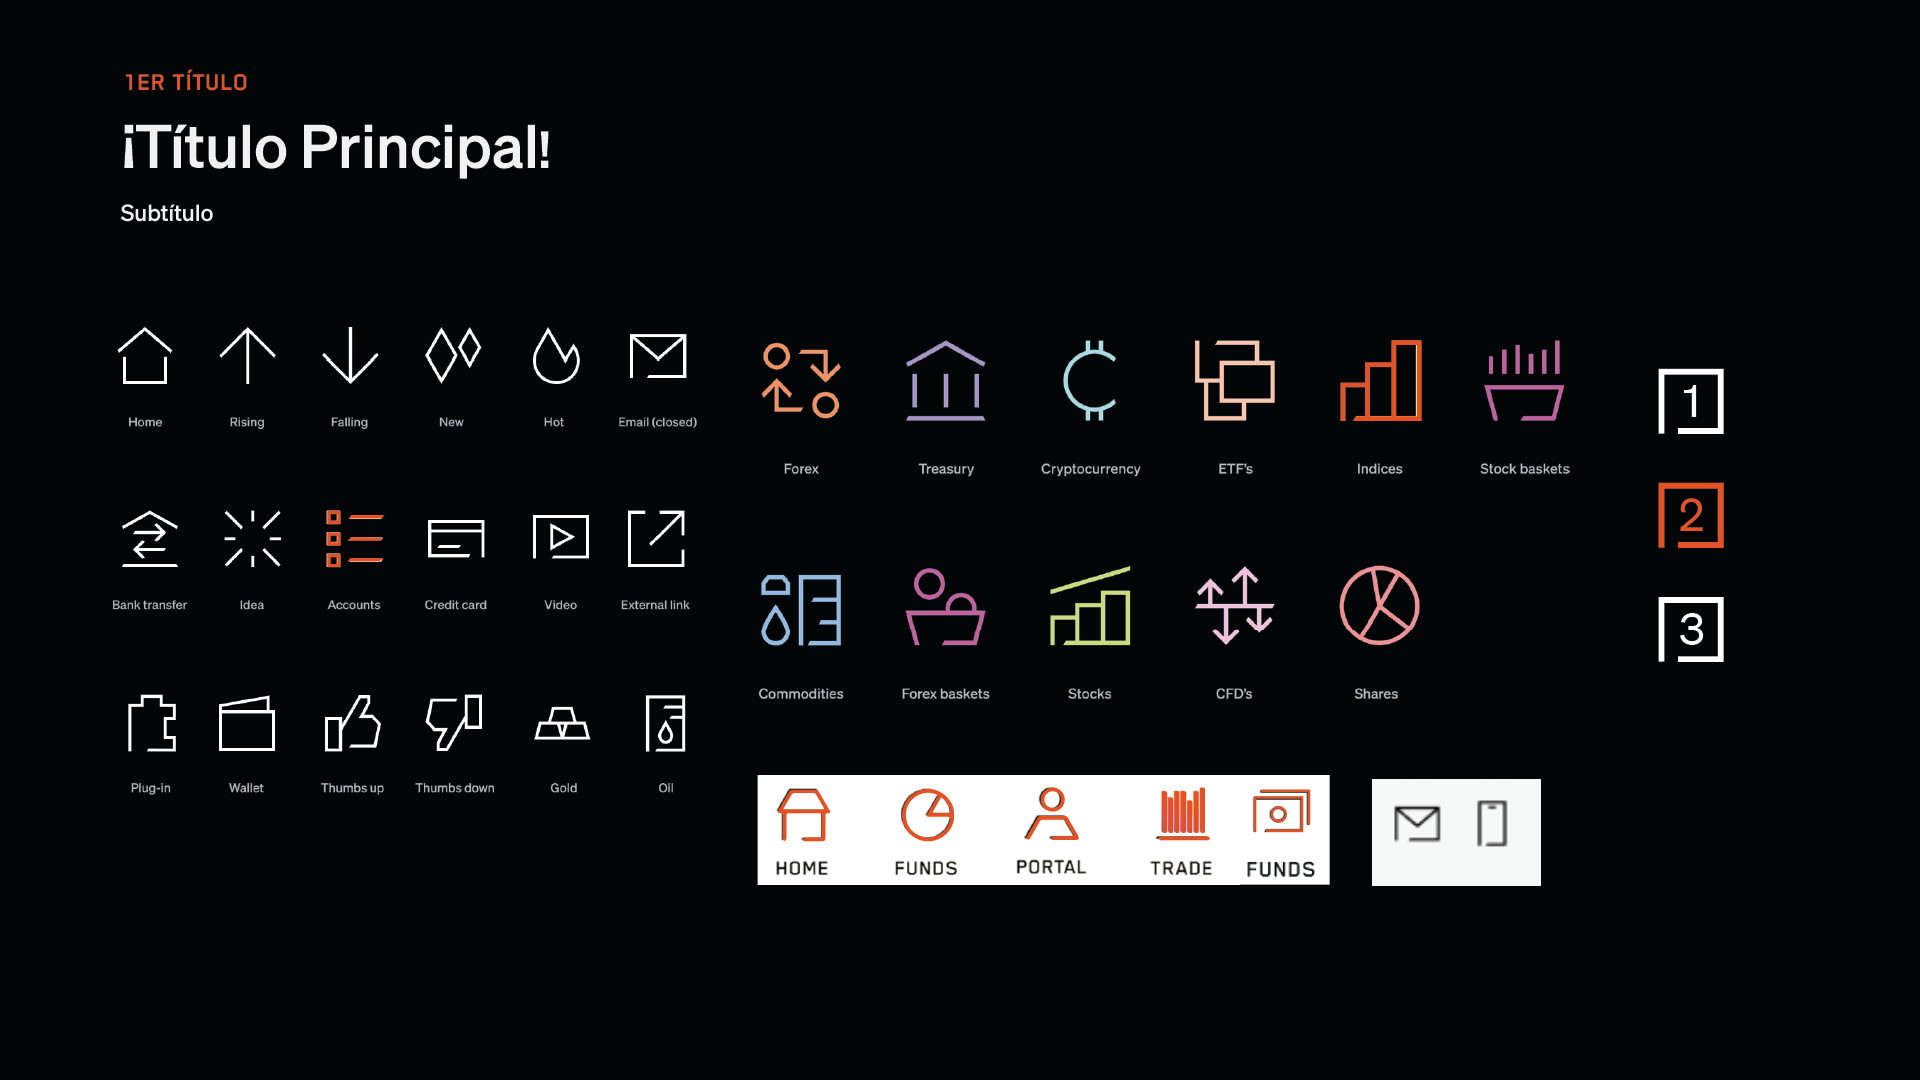 1ER TÍTULO
¡Título Principal!
Subtítulo
Home Rising Falling New Hot Email (closed)
Bank transfer Idea Accounts Credit card Video External link
Plug-in Wallet Thumbs up Thumbs down Gold Oil
Forex Treasury Cryptocurrency ETF's Indices Stock baskets
Commodities Forex baskets Stocks CFD's Shares
HOME FUNDS PORTAL TRADE FUNDS
1
2
3